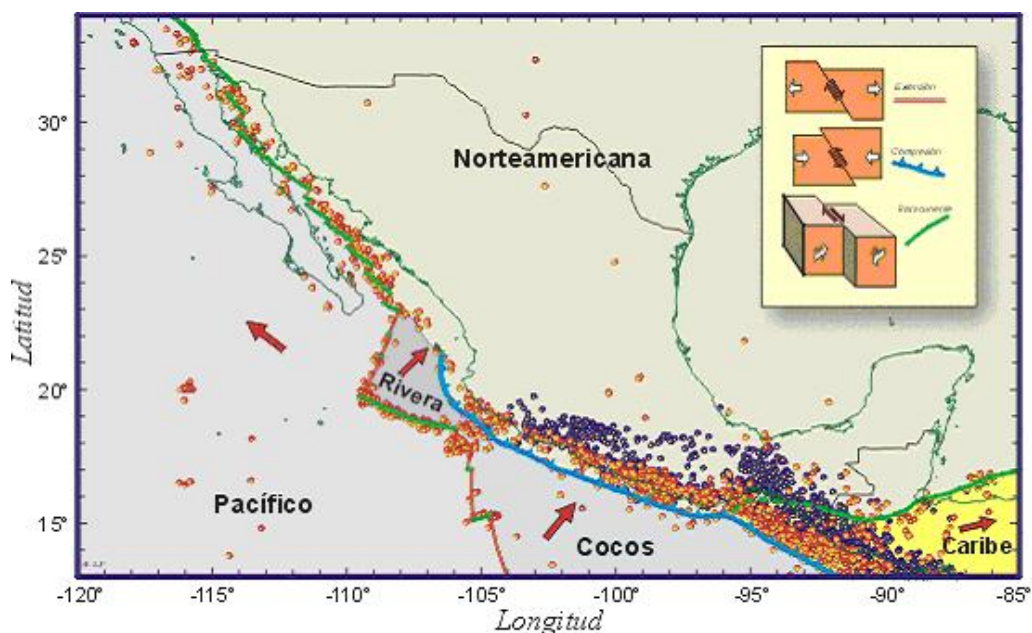 30°
25°
20°
15°
Latitud
Norteamericana
Rivera
Pacífico
Cocos
Caribe
Extensión
Compresión
-120°
-115°
-110°
-105°
-100°
-95°
-90°
-85°
Longitud